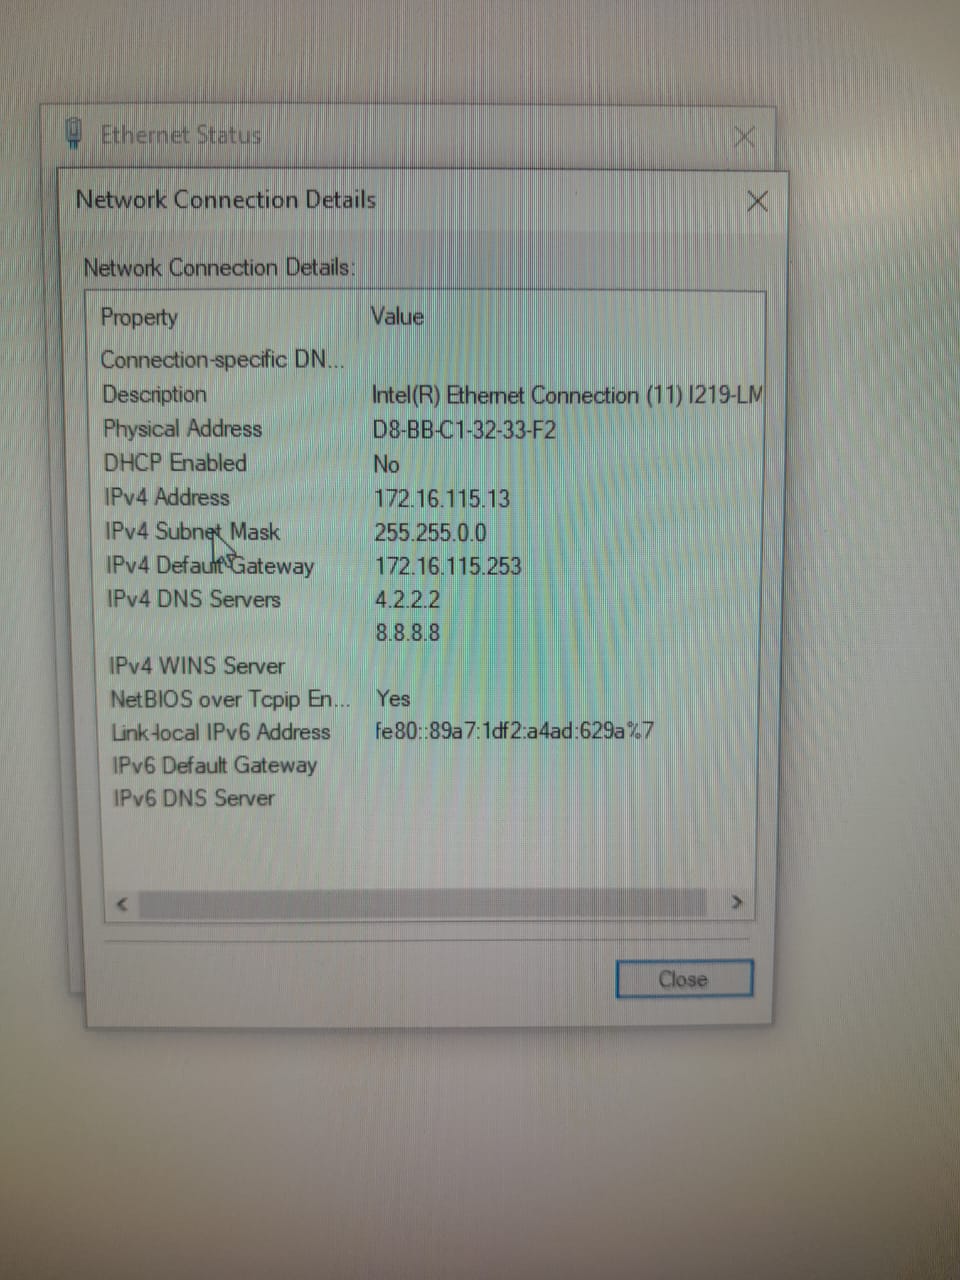 Ethernet Status
Network Connection Details
Network Connection Details:
Property Value
Connection-specific DN...
Description Intel(R) Ethernet Connection (11) I219-LM
Physical Address D8-BB-C1-32-33-F2
DHCP Enabled No
IPv4 Address 172.16.115.13
IPv4 Subnet Mask 255.255.0.0
IPv4 Default Gateway 172.16.115.253
IPv4 DNS Servers 4.2.2.2
8.8.8.8
IPv4 WINS Server
NetBIOS over Tcpip En... Yes
Link-local IPv6 Address fe80::89a7:1df2:a4ad:629a%7
IPv6 Default Gateway
IPv6 DNS Server
Close